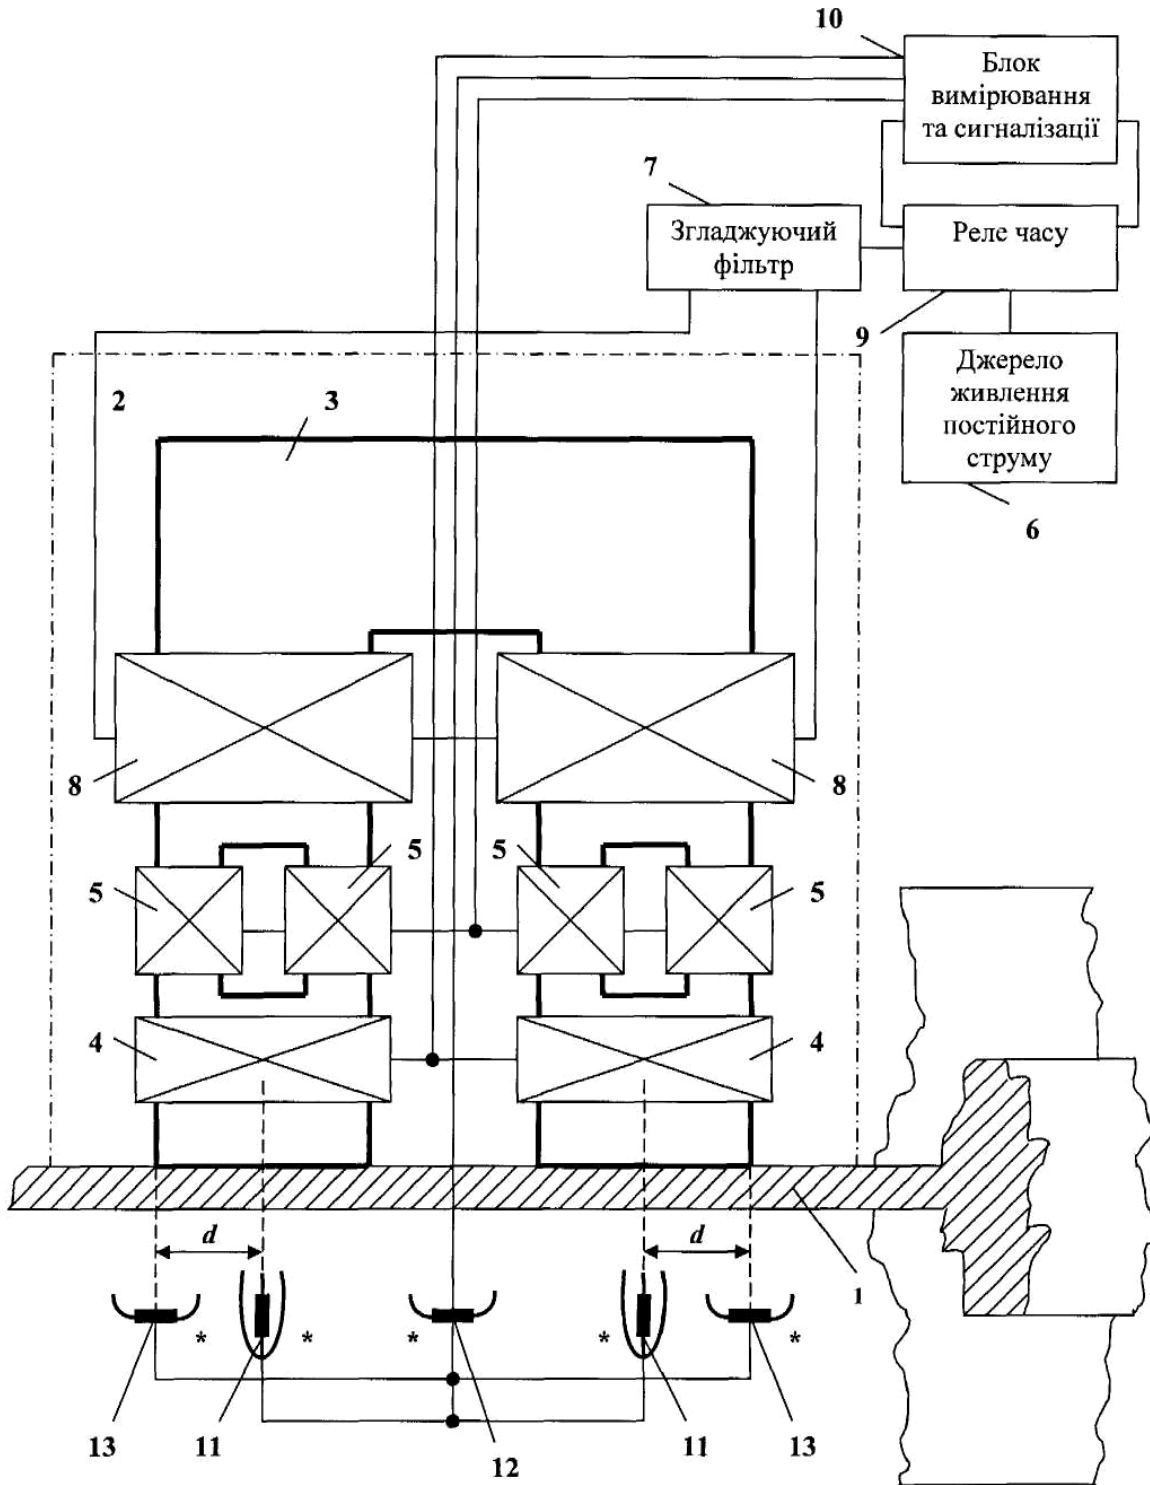 10
Блок
вимірювання
та сигналізації
7
Згладжуючий
фільтр
Реле часу
9
Джерело
живлення
постійного
струму
6
2
3
8
8
5
5
5
5
4
4
d
d
1
*
*
*
*
*
13
11
12
11
13